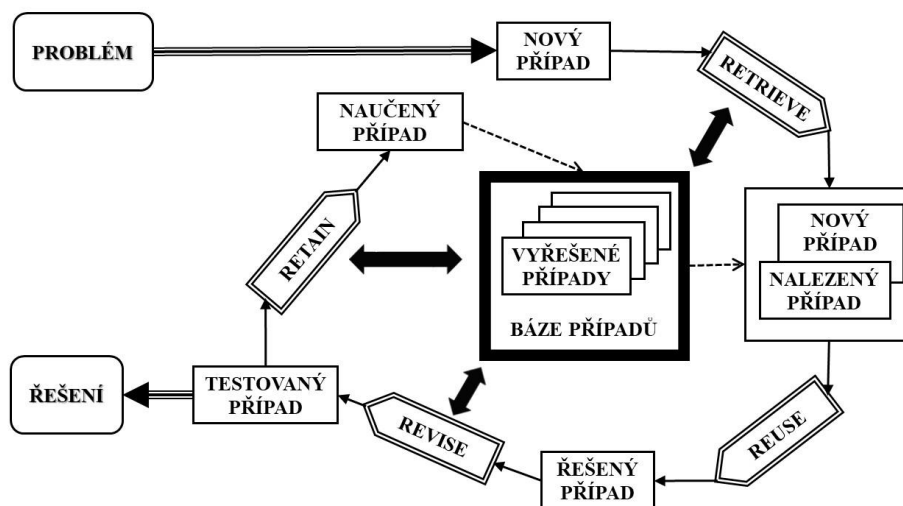 PROBLÉM
NOVÝ
PŘÍPAD
RETRIEVE
NAUČENÝ
PŘÍPAD
RETAIN
VYŘEŠENÉ
PŘÍPADY
BÁZE PŘÍPADŮ
NOVÝ
PŘÍPAD
NALEZENÝ
PŘÍPAD
ŘEŠENÍ
TESTOVANÝ
PŘÍPAD
REVISE
ŘEŠENÝ
PŘÍPAD
REUSE